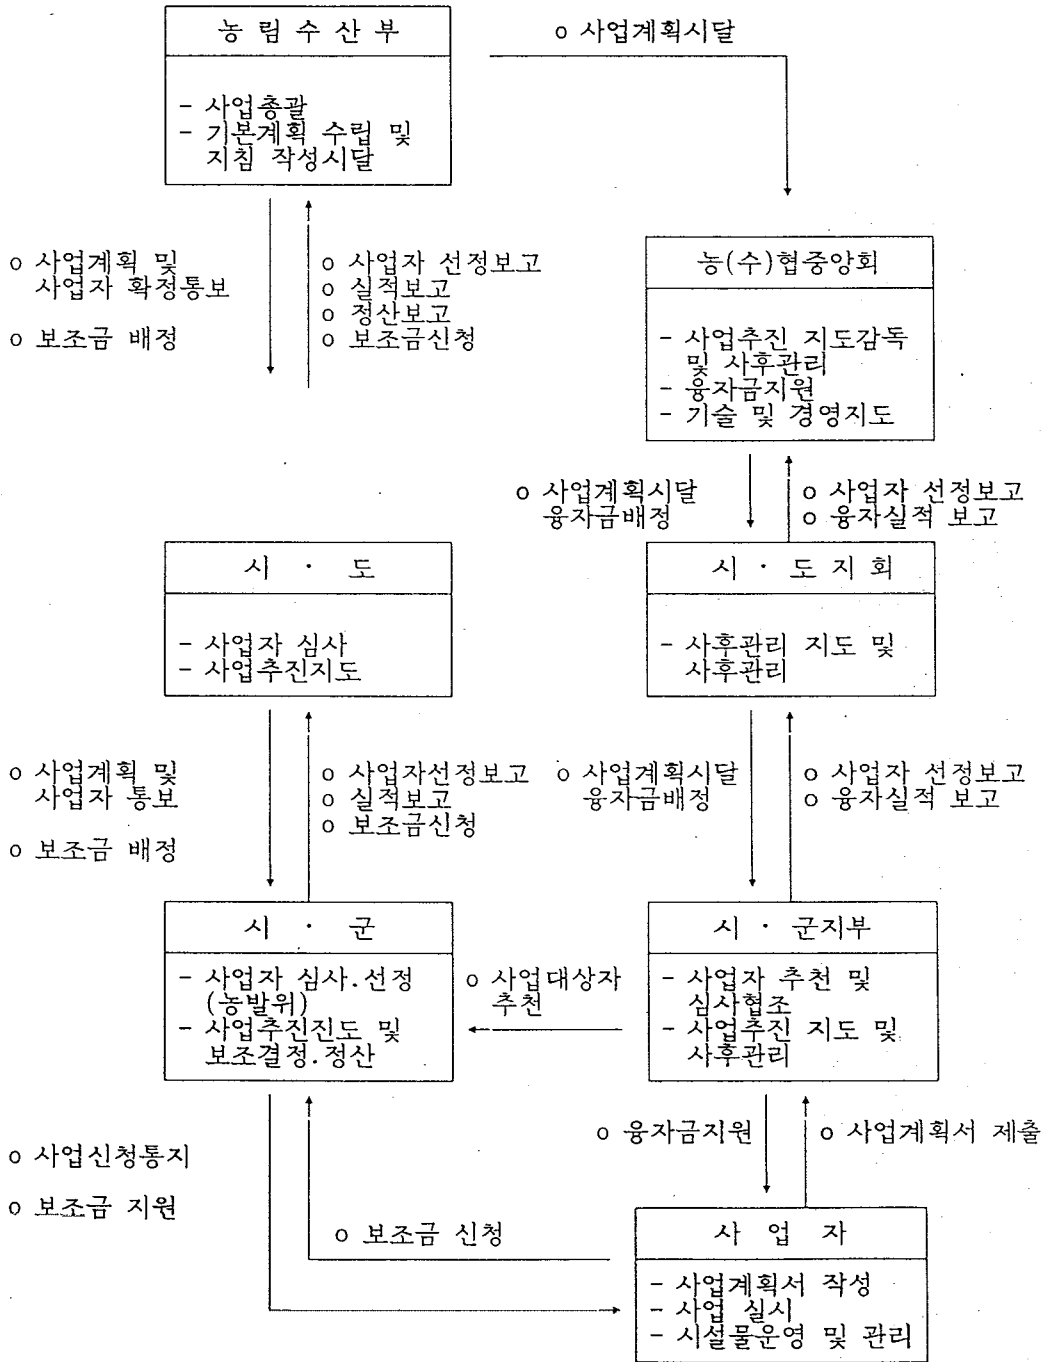 농 림 수 산 부
o 사업계획시달
- 사업총괄
- 기본계획 수립 및
지침 작성시달
o 사업계획 및
사업자 확정통보
o 보조금 배정
o 사업자 선정보고
o 실적보고
o 정산보고
o 보조금신청
농(수)협중앙회
- 사업추진 지도감독
및 사후관리
- 융자금지원
- 기술 및 경영지도
o 사업계획시달
융자금배정
o 사업자 선정보고
o 융자실적 보고
시 · 도
- 사업자 심사
- 사업추진지도
시 · 도 지 회
- 사후관리 지도 및
사후관리
o 사업계획 및
사업자 통보
o 보조금 배정
o 사업자선정보고
o 실적보고
o 보조금신청
o 사업계획시달
융자금배정
o 사업자 선정보고
o 융자실적 보고
시 · 군
- 사업자 심사.선정
(농발위)
- 사업추진진도 및
보조결정.정산
o 사업대상자
추천
시 · 군지부
- 사업자 추천 및
심사협조
- 사업추진 지도 및
사후관리
o 사업신청통지
o 보조금 지원
o 보조금 신청
o 융자금지원
o 사업계획서 제출
사 업 자
- 사업계획서 작성
- 사업 실시
- 시설물운영 및 관리